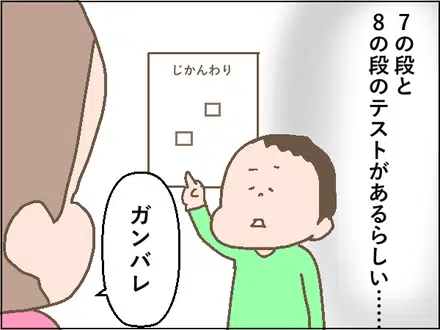 7の段と
8の段のテストがあるらしい……
じかんわり
ガンバレ